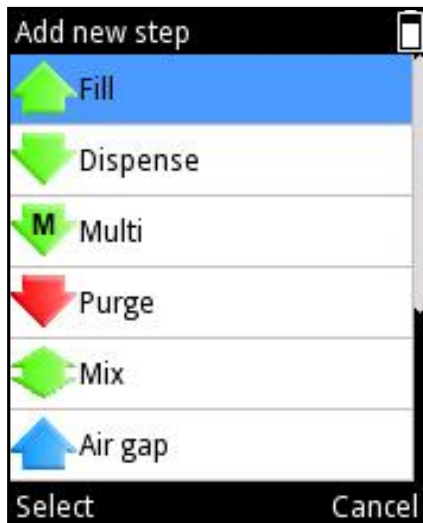 Add new step
Fill
Dispense
M Multi
Purge
Mix
Air gap
Select Cancel